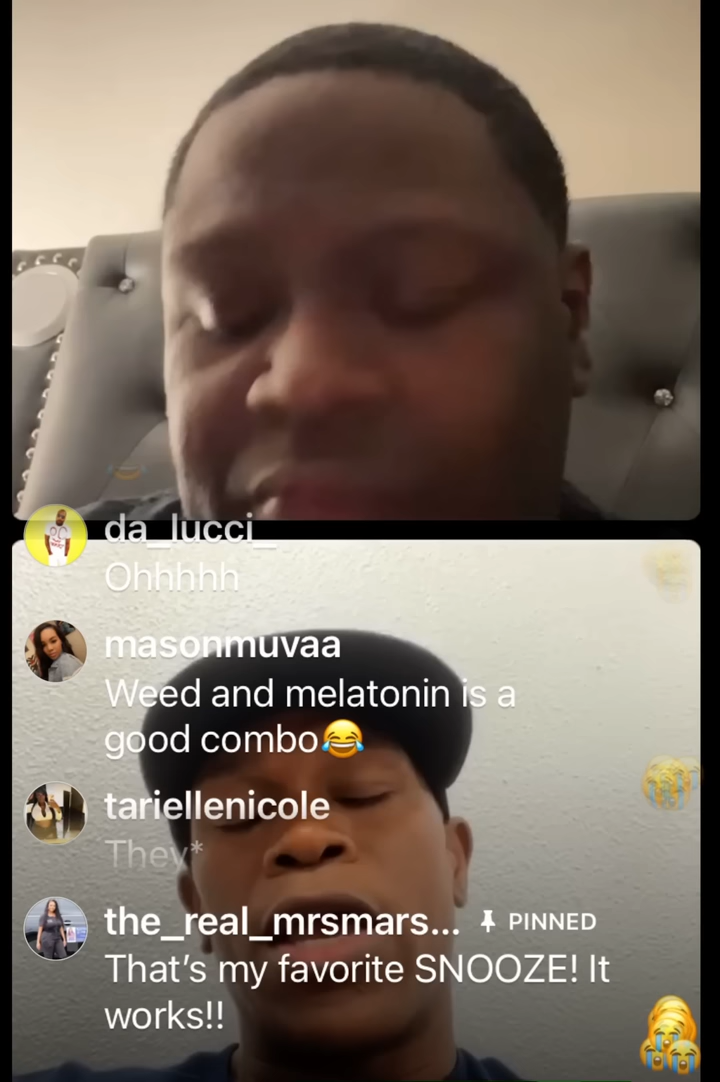 da_lucci_
Ohhhhh
masonmuvaa
Weed and melatonin is a
good combo😂
tariellenicole
They*
the_real_mrsmars... PINNED
That's my favorite SNOOZE! It
works!!